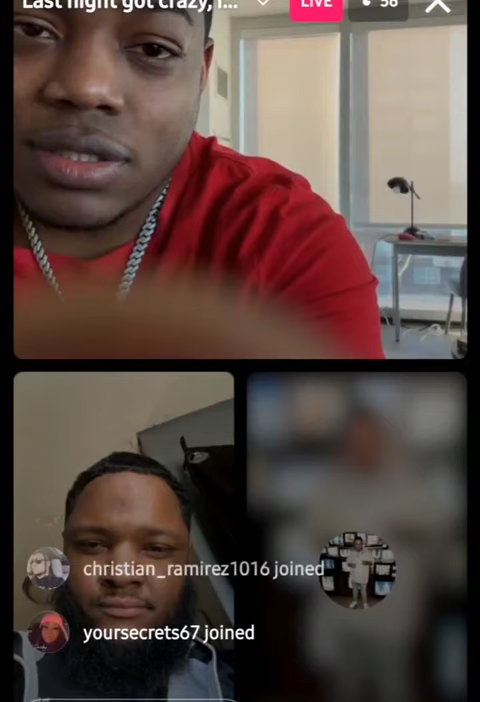 Last night got crazy, I...
LIVE
56
christian_ramirez1016 joined
yoursecrets67 joined